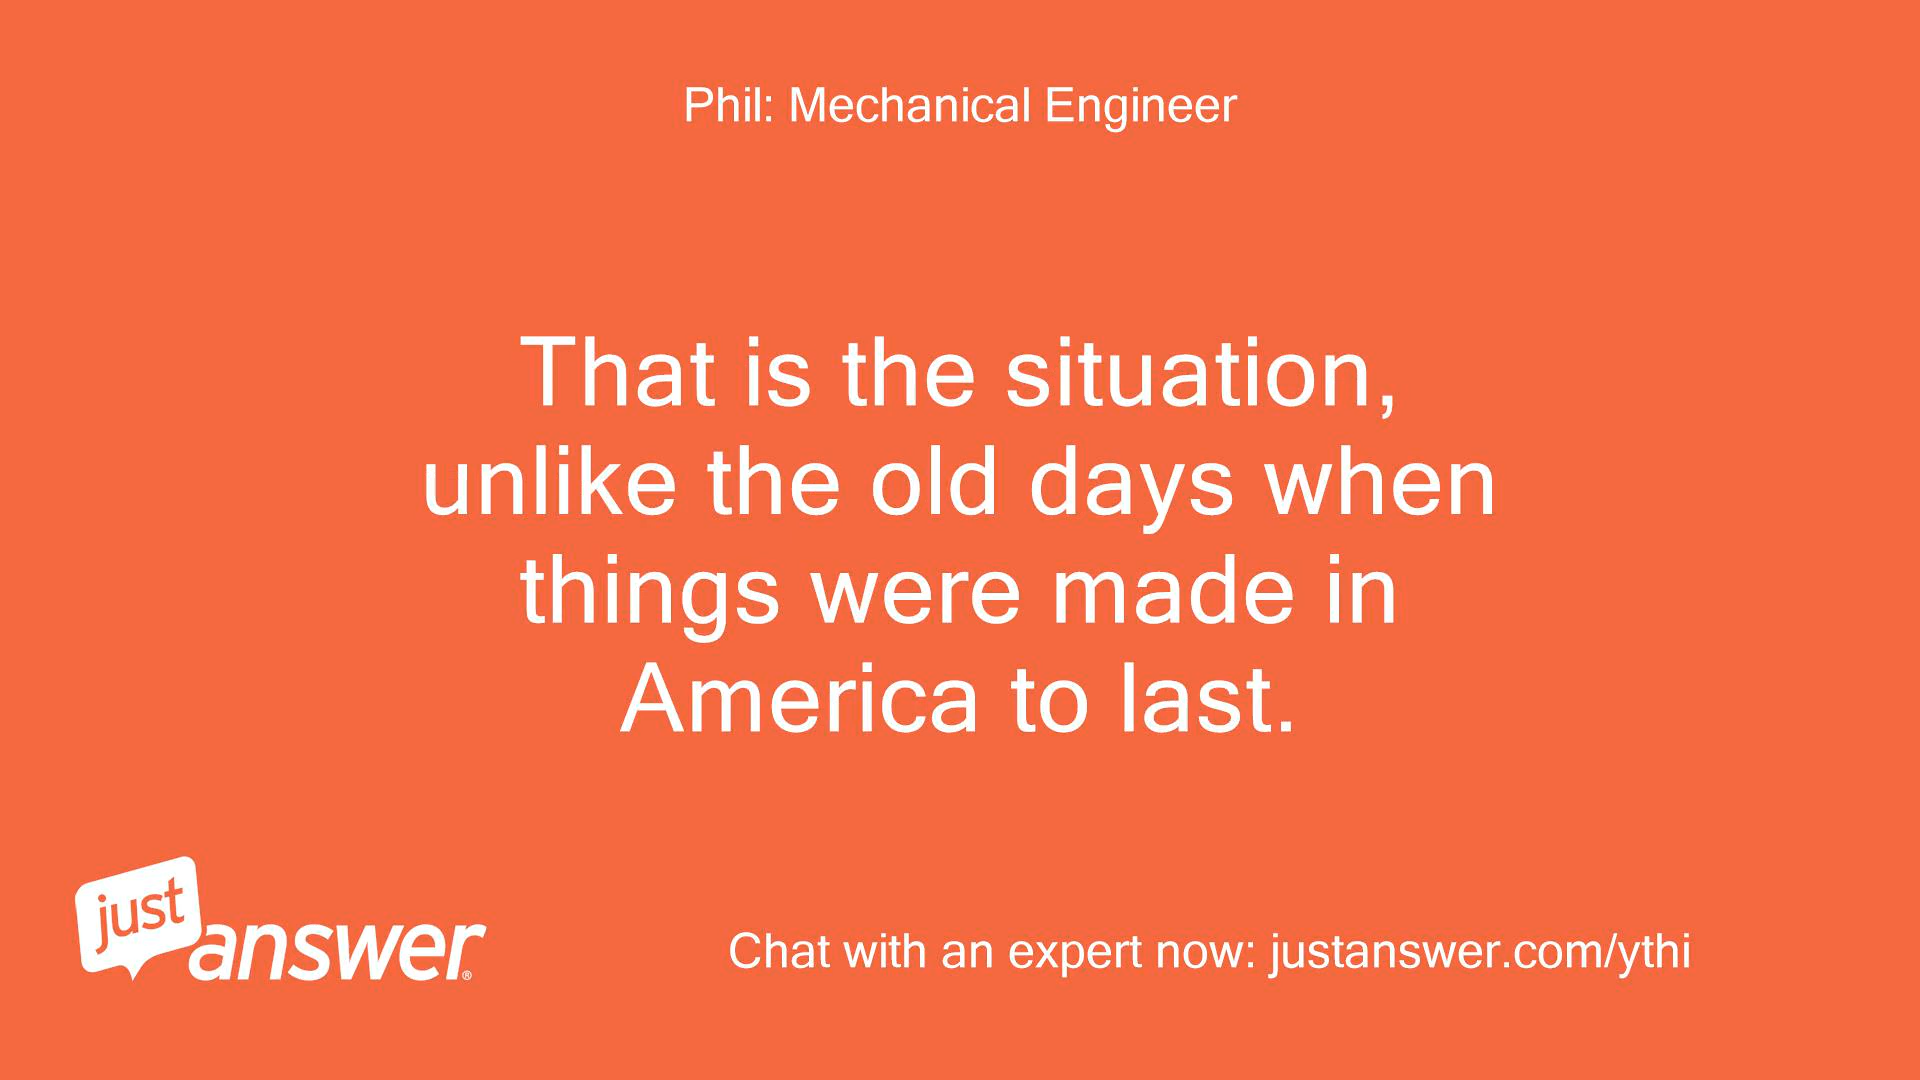 Phil: Mechanical Engineer
That is the situation,
unlike the old days when
things were made in
America to last.
just
answer®
Chat with an expert now: justanswer.com/ythi